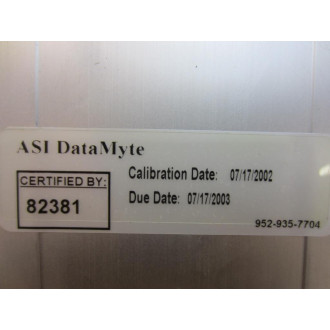 ASI DataMyte
CERTIFIED BY:
82381
Calibration Date: 07/17/2002
Due Date: 07/17/2003
952-935-7704